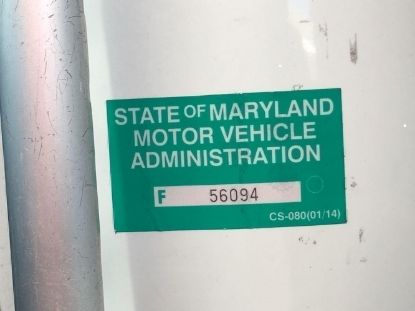 STATE OF MARYLAND
MOTOR VEHICLE
ADMINISTRATION
F 56094
CS-080(01/14)